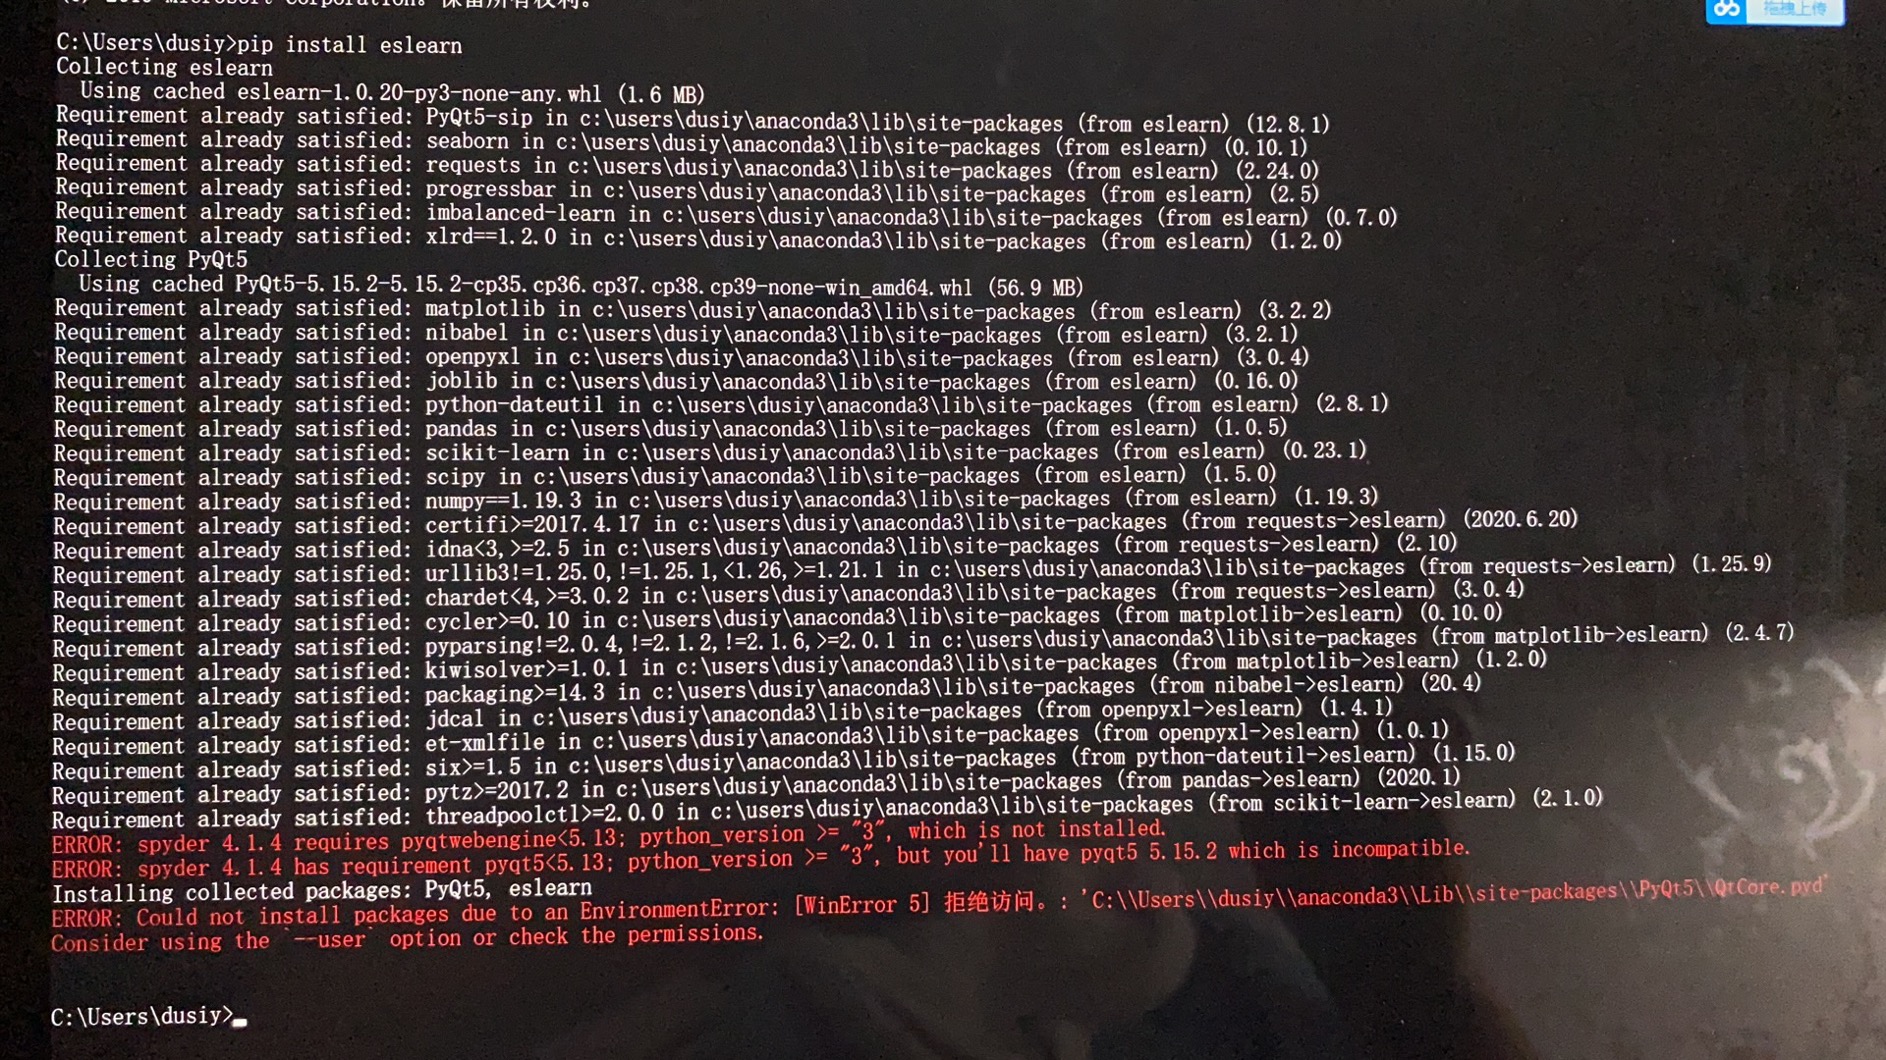 (c) 2018 Microsoft Corporation。保留所有权利。
拖拽上传
C:\Users\dusiy>pip install eslearn
Collecting eslearn
  Using cached eslearn-1.0.20-py3-none-any.whl (1.6 MB)
Requirement already satisfied: PyQt5-sip in c:\users\dusiy\anaconda3\lib\site-packages (from eslearn) (12.8.1)
Requirement already satisfied: seaborn in c:\users\dusiy\anaconda3\lib\site-packages (from eslearn) (0.10.1)
Requirement already satisfied: requests in c:\users\dusiy\anaconda3\lib\site-packages (from eslearn) (2.24.0)
Requirement already satisfied: progressbar in c:\users\dusiy\anaconda3\lib\site-packages (from eslearn) (2.5)
Requirement already satisfied: imbalanced-learn in c:\users\dusiy\anaconda3\lib\site-packages (from eslearn) (0.7.0)
Requirement already satisfied: xlrd==1.2.0 in c:\users\dusiy\anaconda3\lib\site-packages (from eslearn) (1.2.0)
Collecting PyQt5
  Using cached PyQt5-5.15.2-5.15.2-cp35.cp36.cp37.cp38.cp39-none-win_amd64.whl (56.9 MB)
Requirement already satisfied: matplotlib in c:\users\dusiy\anaconda3\lib\site-packages (from eslearn) (3.2.2)
Requirement already satisfied: nibabel in c:\users\dusiy\anaconda3\lib\site-packages (from eslearn) (3.2.1)
Requirement already satisfied: openpyxl in c:\users\dusiy\anaconda3\lib\site-packages (from eslearn) (3.0.4)
Requirement already satisfied: joblib in c:\users\dusiy\anaconda3\lib\site-packages (from eslearn) (0.16.0)
Requirement already satisfied: python-dateutil in c:\users\dusiy\anaconda3\lib\site-packages (from eslearn) (2.8.1)
Requirement already satisfied: pandas in c:\users\dusiy\anaconda3\lib\site-packages (from eslearn) (1.0.5)
Requirement already satisfied: scikit-learn in c:\users\dusiy\anaconda3\lib\site-packages (from eslearn) (0.23.1)
Requirement already satisfied: scipy in c:\users\dusiy\anaconda3\lib\site-packages (from eslearn) (1.5.0)
Requirement already satisfied: numpy==1.19.3 in c:\users\dusiy\anaconda3\lib\site-packages (from eslearn) (1.19.3)
Requirement already satisfied: certifi>=2017.4.17 in c:\users\dusiy\anaconda3\lib\site-packages (from requests->eslearn) (2020.6.20)
Requirement already satisfied: idna<3,>=2.5 in c:\users\dusiy\anaconda3\lib\site-packages (from requests->eslearn) (2.10)
Requirement already satisfied: urllib3!=1.25.0,!=1.25.1,<1.26,>=1.21.1 in c:\users\dusiy\anaconda3\lib\site-packages (from requests->eslearn) (1.25.9)
Requirement already satisfied: chardet<4,>=3.0.2 in c:\users\dusiy\anaconda3\lib\site-packages (from requests->eslearn) (3.0.4)
Requirement already satisfied: cycler>=0.10 in c:\users\dusiy\anaconda3\lib\site-packages (from matplotlib->eslearn) (0.10.0)
Requirement already satisfied: pyparsing!=2.0.4,!=2.1.2,!=2.1.6,>=2.0.1 in c:\users\dusiy\anaconda3\lib\site-packages (from matplotlib->eslearn) (2.4.7)
Requirement already satisfied: kiwisolver>=1.0.1 in c:\users\dusiy\anaconda3\lib\site-packages (from matplotlib->eslearn) (1.2.0)
Requirement already satisfied: packaging>=14.3 in c:\users\dusiy\anaconda3\lib\site-packages (from nibabel->eslearn) (20.4)
Requirement already satisfied: jdcal in c:\users\dusiy\anaconda3\lib\site-packages (from openpyxl->eslearn) (1.4.1)
Requirement already satisfied: et-xmlfile in c:\users\dusiy\anaconda3\lib\site-packages (from openpyxl->eslearn) (1.0.1)
Requirement already satisfied: six>=1.5 in c:\users\dusiy\anaconda3\lib\site-packages (from python-dateutil->eslearn) (1.15.0)
Requirement already satisfied: pytz>=2017.2 in c:\users\dusiy\anaconda3\lib\site-packages (from pandas->eslearn) (2020.1)
Requirement already satisfied: threadpoolctl>=2.0.0 in c:\users\dusiy\anaconda3\lib\site-packages (from scikit-learn->eslearn) (2.1.0)
ERROR: spyder 4.1.4 requires pyqtwebengine<5.13; python_version >= "3", which is not installed.
ERROR: spyder 4.1.4 has requirement pyqt5<5.13; python_version >= "3", but you'll have pyqt5 5.15.2 which is incompatible.
Installing collected packages: PyQt5, eslearn
ERROR: Could not install packages due to an EnvironmentError: [WinError 5] 拒绝访问。: 'C:\\Users\\dusiy\\anaconda3\\Lib\\site-packages\\PyQt5\\QtCore.pyd'
Consider using the `--user` option or check the permissions.
C:\Users\dusiy>